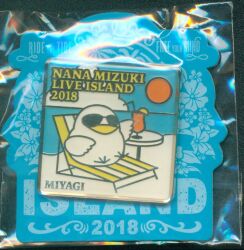 NANA MIZUKI
LIVE ISLAND
2018
MIYAGI
ISLAND
2018